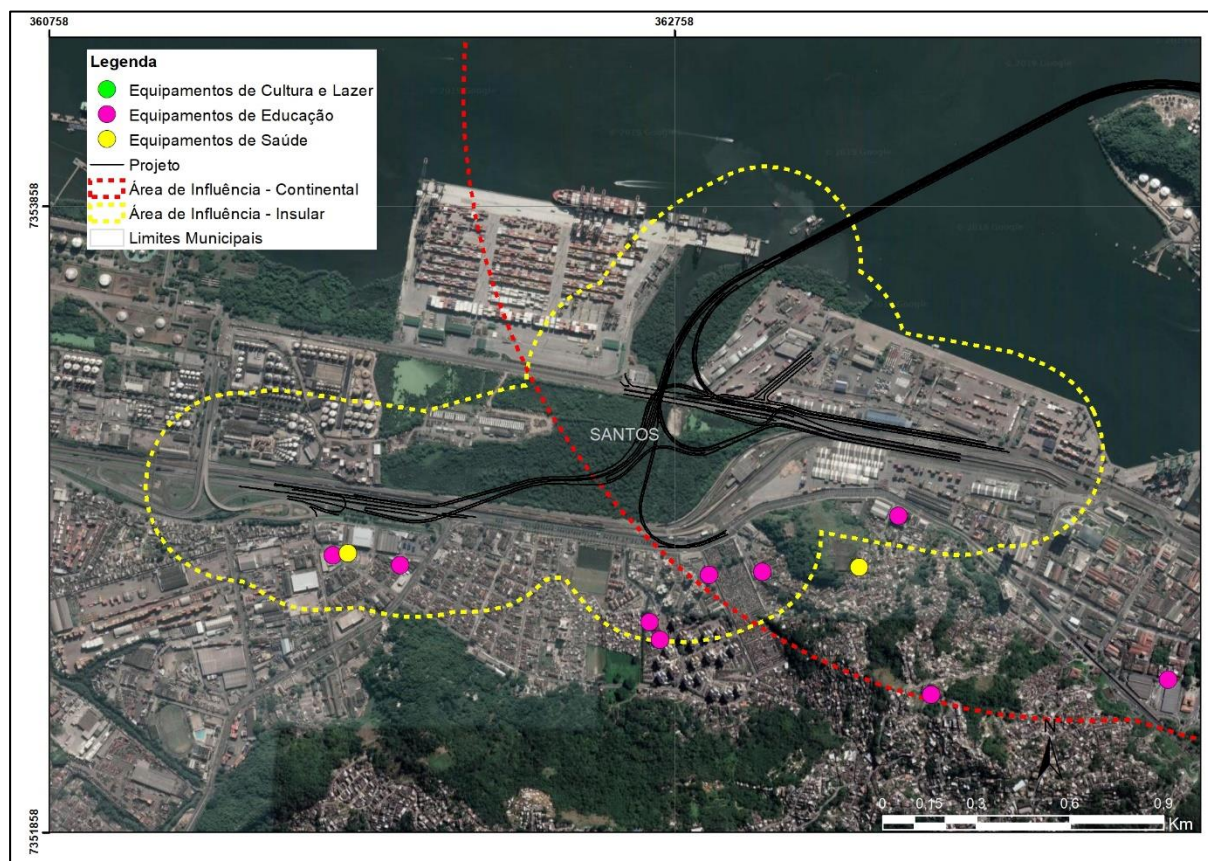 360758
362758
Legenda
Equipamentos de Cultura e Lazer
Equipamentos de Educação
Equipamentos de Saúde
Projeto
Área de Influência - Continental
Área de Influência - Insular
Limites Municipais
7353858
SANTOS
7351858
N
0 0,15 0,3 0,6 0,9
Km